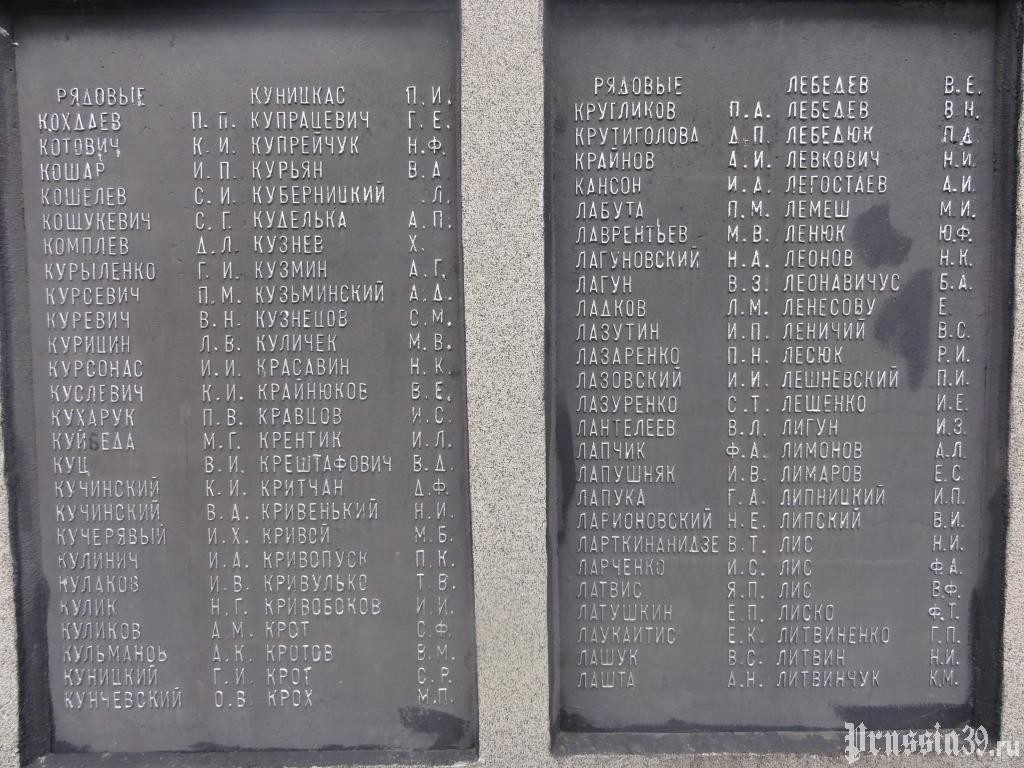 РЯДОВЫЕ КУНИЦКАС П.И.
КОХДАЕВ П.П. КУПРАЦЕВИЧ Г.Е.
КОТОВИЧ К.И. КУПРЕЙЧУК Н.Ф.
КОШАР И.П. КУРЬЯН В.А
КОШЕЛЕВ С.И. КУБЕРНИЦКИЙ .Л.
КОЩУКЕВИЧ С.Г. КУДЕЛЬКА А.П.
КОМПЛЕВ Д.Л. КУЗНЕВ Х.
КУРЫЛЕНКО Г.И. КУЗМИН А.Г.
КУРСЕВИЧ П.М. КУЗЬМИНСКИЙ А.Д.
КУРЕВИЧ В.Н. КУЗНЕЦОВ С.М.
КУРИЦИН Л.В. КУЛИЧЕК М.В.
КУРСОНАС И.И. КРАСАВИН Н.К.
КУСЛЕВИЧ К.И. КРАЙНЮКОВ В.Е.
КУХАРУК П.В. КРАВЦОВ И.С.
КУЙБЕДА М.Г. КРЕНТИК И.Л.
КУЦ В.И. КРЕШТАФОВИЧ В.Д.
КУЧИНСКИЙ К.И. КРИТЧАН Д.Ф.
КУЧИНСКИЙ В.Д. КРИВЕНЬКИЙ Н.И.
КУЧЕРЯВЫЙ И.Х. КРИВОЙ М.Б.
КУЛИНИЧ И.А. КРИВОПУСК П.К.
КУЛАКОВ И.В. КРИВУЛЬКО Т.В.
КУЛИК Н.Г. КРИВОБОКОВ И.И.
КУЛИКОВ А.М. КРОТ С.Ф.
КУЛЬМАНОВ А.К. КРОТОВ В.М.
КУНИЦКИЙ Г.И. КРОТ С.Р.
КУНЧЕВСКИЙ О.В. КРОХ М.П.
РЯДОВЫЕ ЛЕБЕДЕВ В.Е.
КРУГЛИКОВ П.А. ЛЕБЕДЕВ В.Н.
КРУТИГОЛОВА Д.П. ЛЕБЕДЮК П.Д.
КРАЙНОВ Д.И. ЛЕВКОВИЧ Н.И.
КАНСОН И.А. ЛЕГОСТАЕВ Д.И.
ЛАБУТА П.М. ЛЕМЕШ М.И.
ЛАВРЕНТЬЕВ М.В. ЛЕНЮК Ю.Ф.
ЛАГУНОВСКИЙ Н.А. ЛЕОНОВ Н.К.
ЛАГУН В.З. ЛЕОНАВИЧУС Б.А.
ЛАДКОВ Л.М. ЛЕНЕСОВУ Е.
ЛАЗУТИН И.П. ЛЕНИЧИЙ В.С.
ЛАЗАРЕНКО П.Н. ЛЕСЮК Р.И.
ЛАЗОВСКИЙ И.И. ЛЕШНЕВСКИЙ П.И.
ЛАЗУРЕНКО С.Т. ЛЕЩЕНКО И.Е.
ЛАНТЕЛЕЕВ В.Л. ЛИГУН И.З.
ЛАПЧИК Ф.А. ЛИМОНОВ А.Л.
ЛАПУШНЯК И.В. ЛИМАРОВ Е.С.
ЛАПУКА Г.А. ЛИПНИЦКИЙ И.П.
ЛАРИОНОВСКИЙ Н.Е. ЛИПСКИЙ В.И.
ЛАРТКИНАНИДЗЕ В.Т. ЛИС Н.И.
ЛАРЧЕНКО И.С. ЛИС Ф.А.
ЛАТВИС Я.П. ЛИС В.Ф.
ЛАТУШКИН Е.П. ЛИСКО Ф.Т.
ЛАУКАИТИС Е.К. ЛИТВИНЕНКО Г.П.
ЛАШУК В.С. ЛИТВИН Н.И.
ЛАШТА А.Н. ЛИТВИНЧУК К.М.
Prussia39.ru